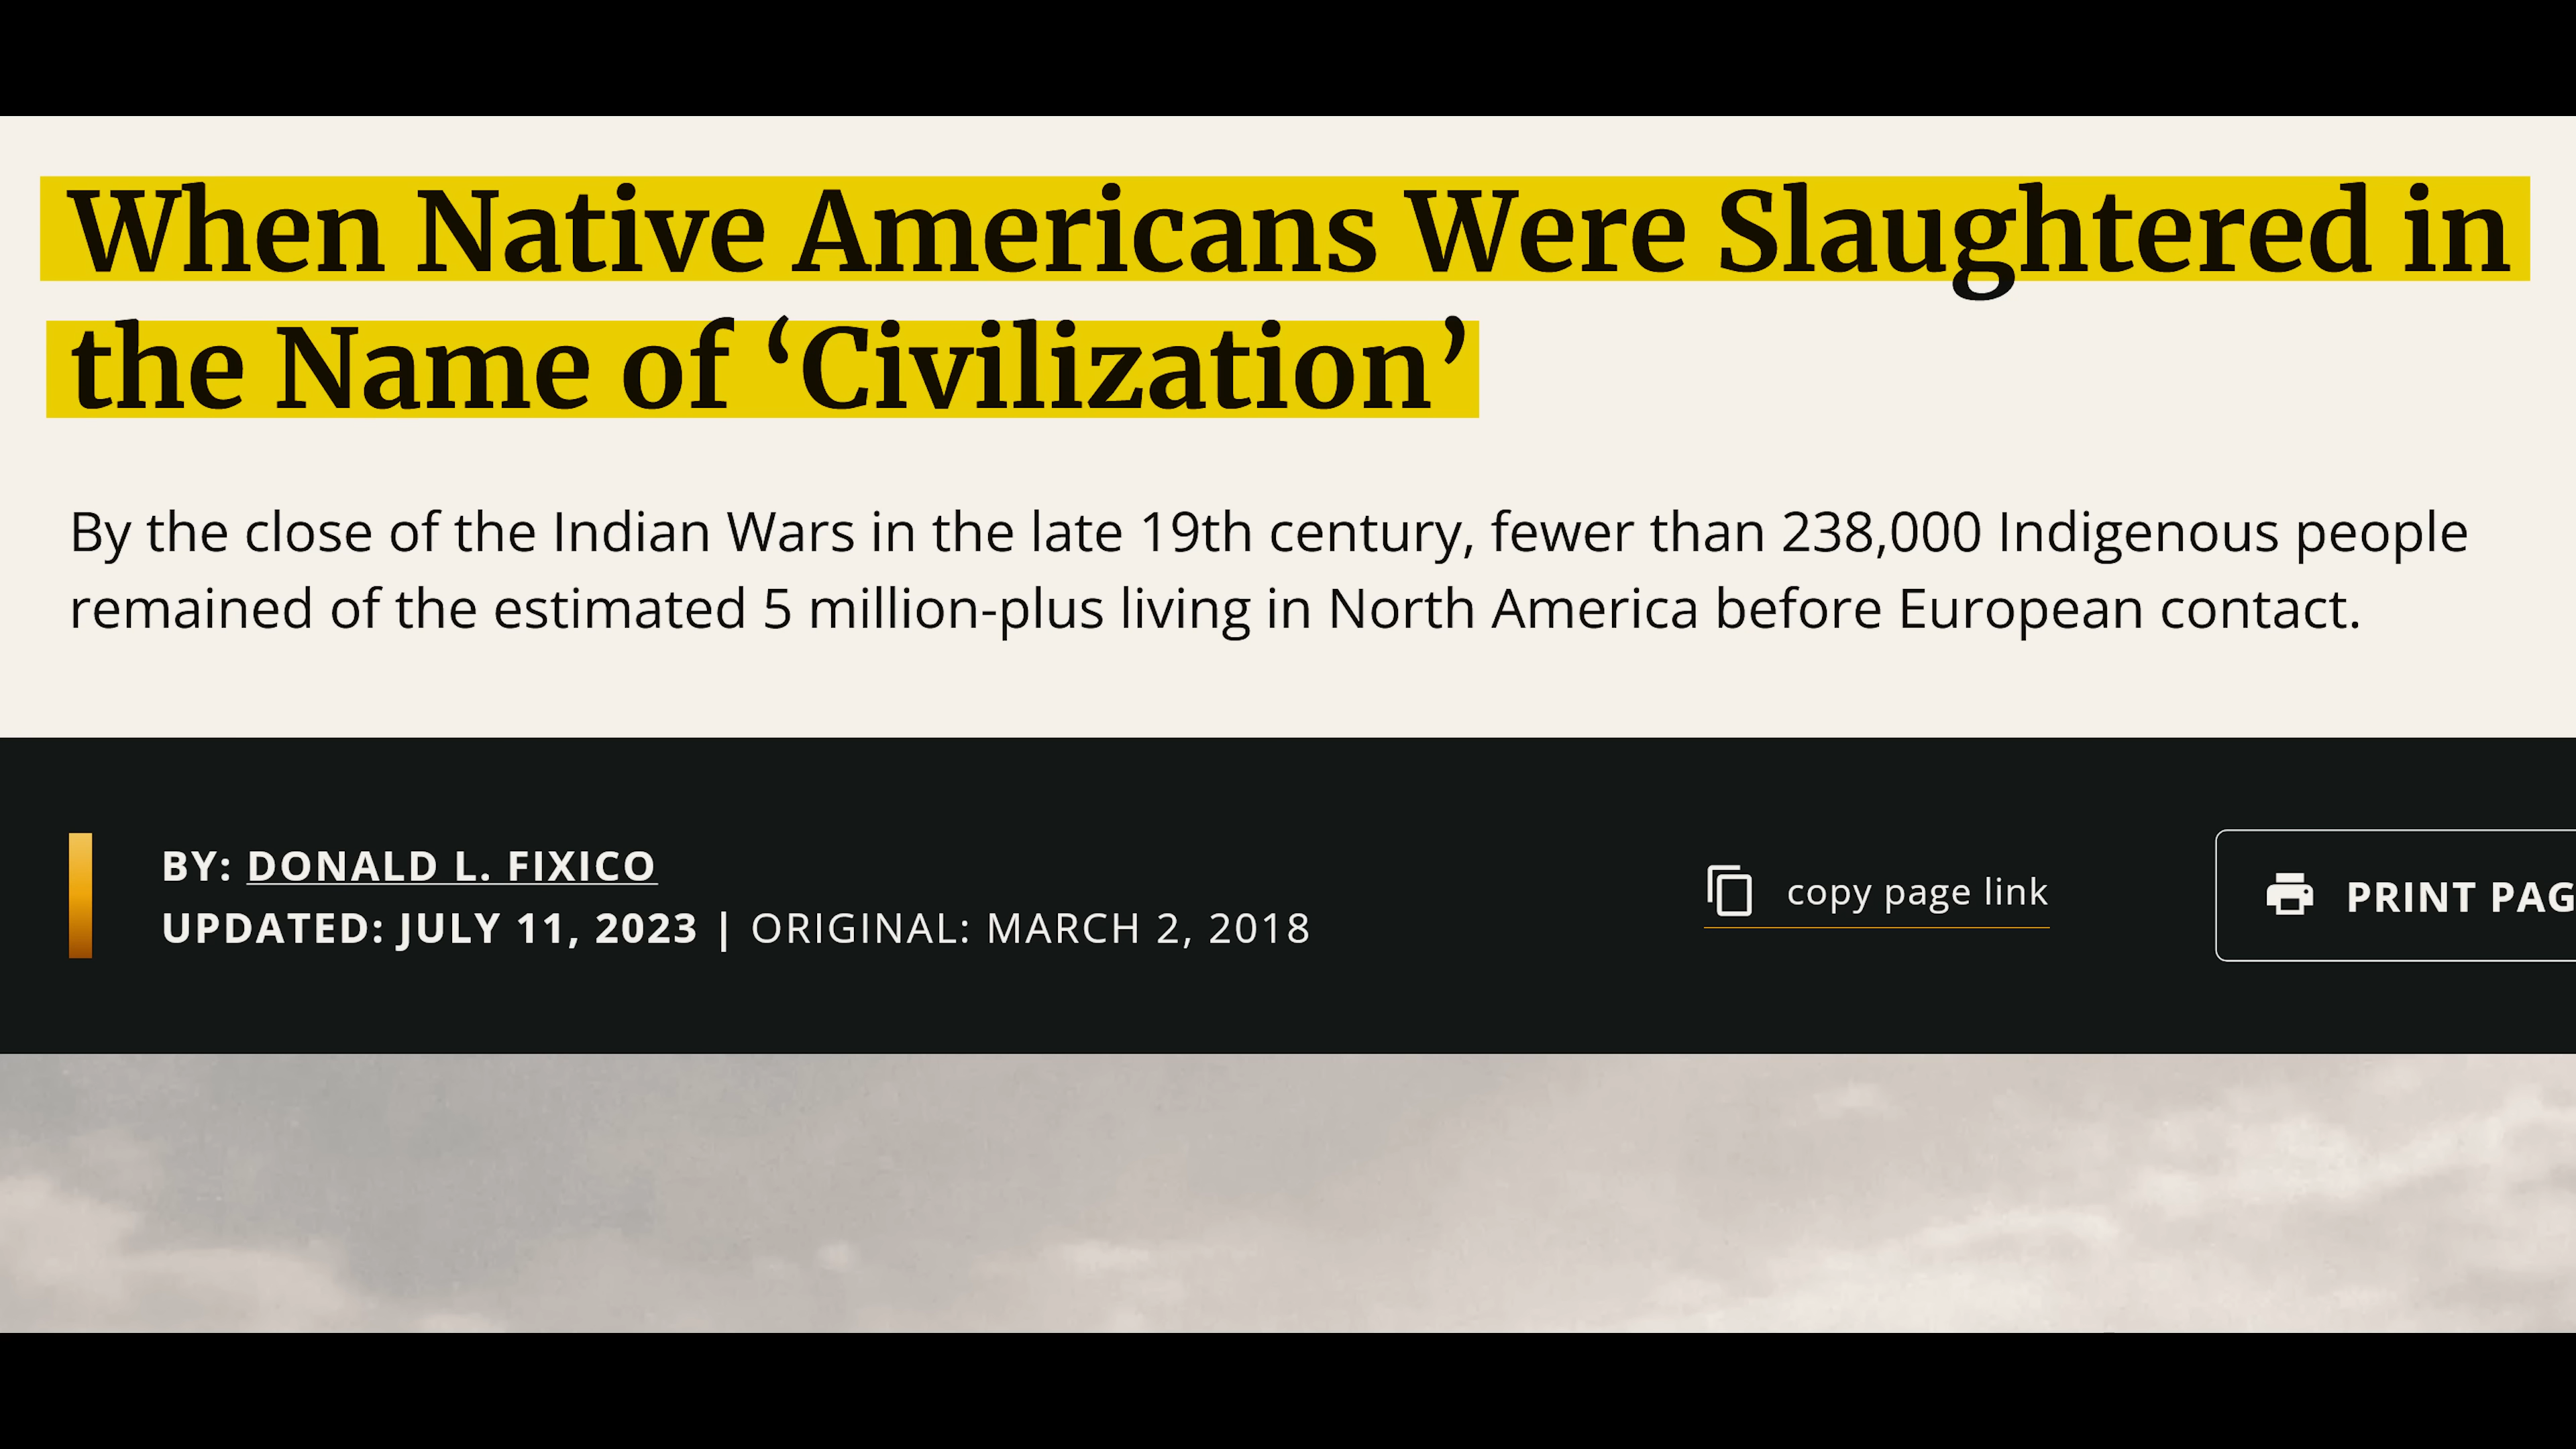 When Native Americans Were Slaughtered in
the Name of ‘Civilization’
By the close of the Indian Wars in the late 19th century, fewer than 238,000 Indigenous people
remained of the estimated 5 million-plus living in North America before European contact.
BY: DONALD L. FIXICO
UPDATED: JULY 11, 2023 | ORIGINAL: MARCH 2, 2018
copy page link
PRINT PAG